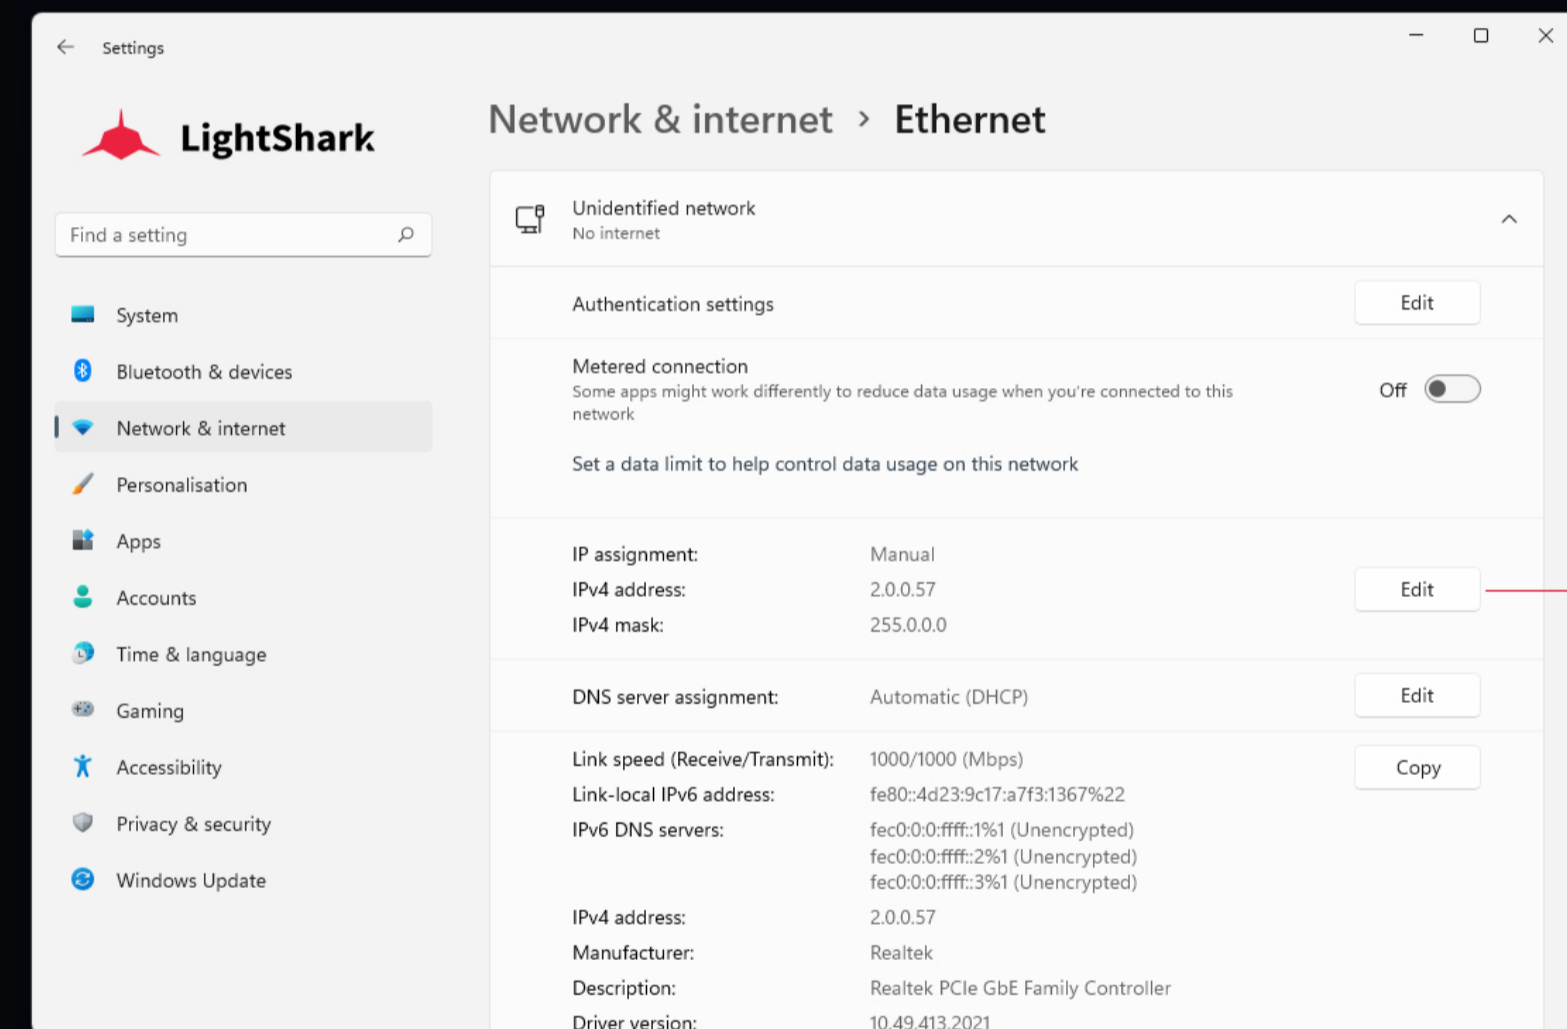 Settings
LightShark
Network & internet > Ethernet
Find a setting
System
Bluetooth & devices
Network & internet
Personalisation
Apps
Accounts
Time & language
Gaming
Accessibility
Privacy & security
Windows Update
Unidentified network
No internet
Authentication settings
Edit
Metered connection
Some apps might work differently to reduce data usage when you're connected to this
network
Off
Set a data limit to help control data usage on this network
IP assignment: Manual
IPv4 address: 2.0.0.57
Edit
IPv4 mask: 255.0.0.0
DNS server assignment: Automatic (DHCP)
Edit
Link speed (Receive/Transmit): 1000/1000 (Mbps)
Copy
Link-local IPv6 address: fe80::4d23:9c17:a7f3:1367%22
IPv6 DNS servers: fec0:0:0:ffff::1%1 (Unencrypted)
fec0:0:0:ffff::2%1 (Unencrypted)
fec0:0:0:ffff::3%1 (Unencrypted)
IPv4 address: 2.0.0.57
Manufacturer: Realtek
Description: Realtek PCIe GbE Family Controller
Driver version: 10.49.413.2021